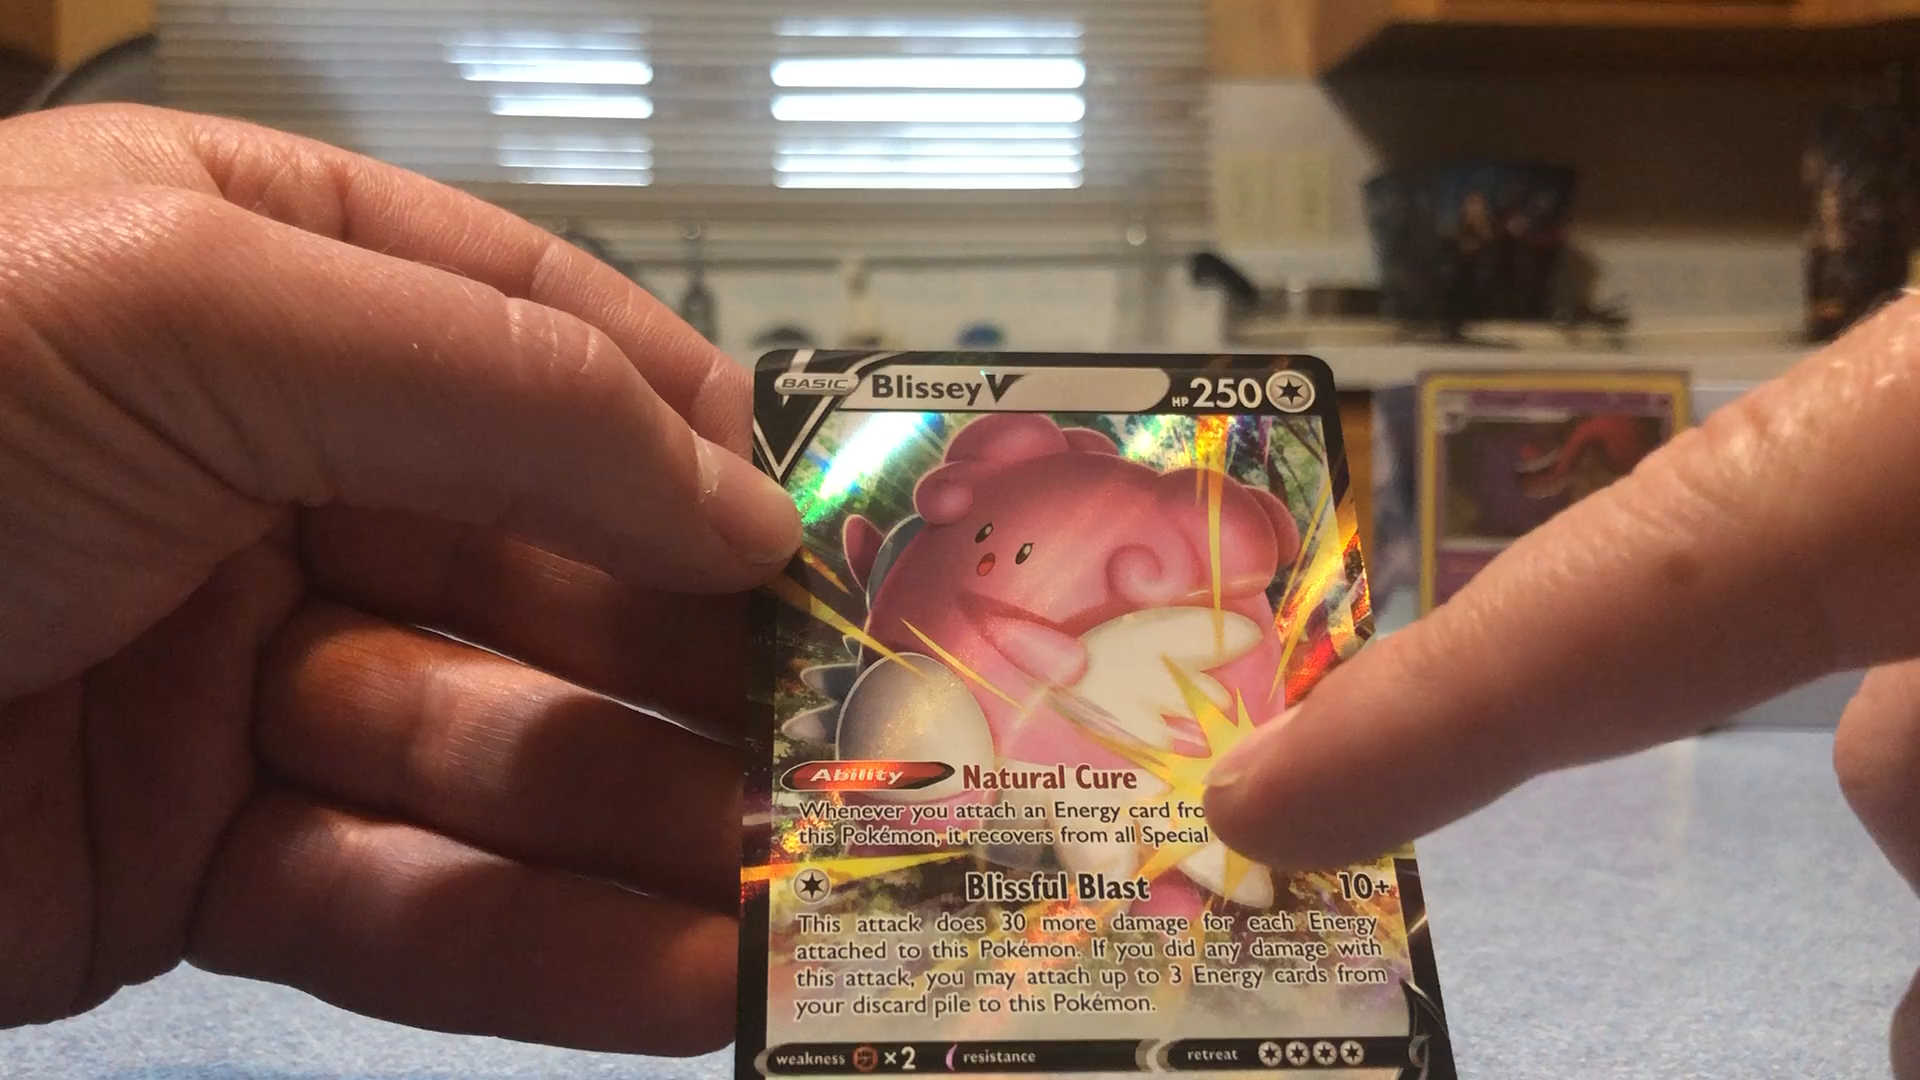 BASIC Blissey V HP 250
Ability Natural Cure
Whenever you attach an Energy card fro
this Pokémon, it recovers from all Special
Blissful Blast 10+
This attack does 30 more damage for each Energy
attached to this Pokémon. If you did any damage with
this attack, you may attach up to 3 Energy cards from
your discard pile to this Pokémon.
weakness ×2 resistance retreat